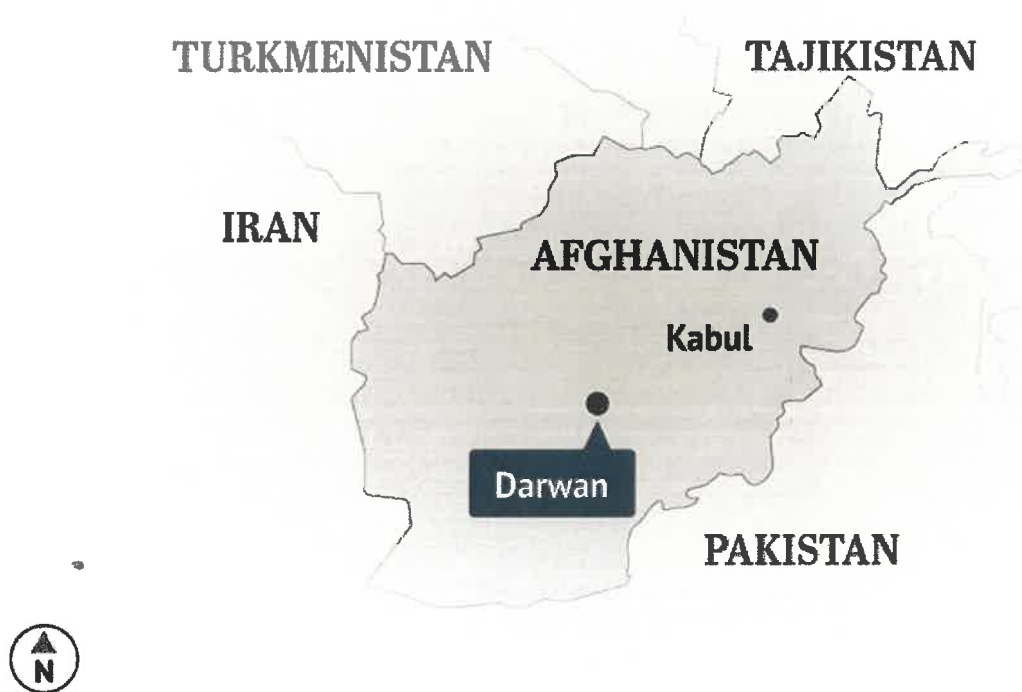 TURKMENISTAN
TAJIKISTAN
IRAN
AFGHANISTAN
Kabul
Darwan
PAKISTAN
N